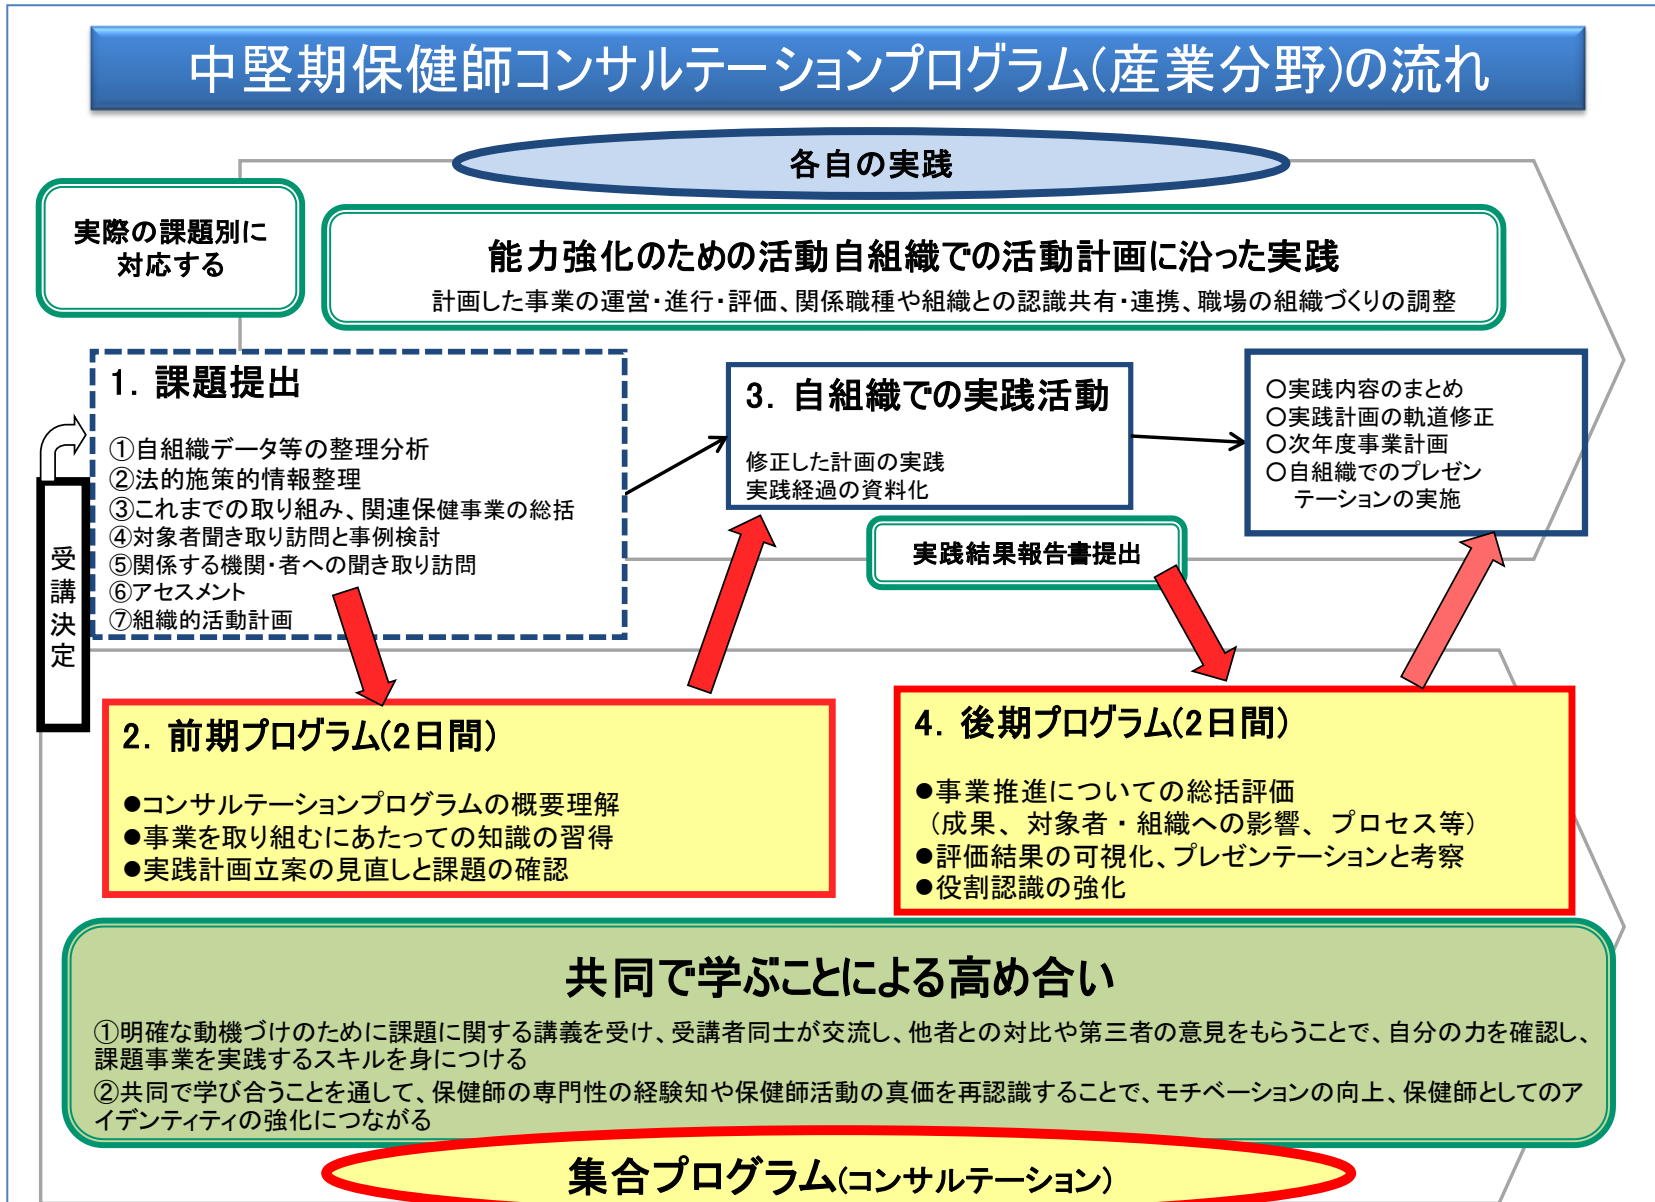 中堅期保健師コンサルテーションプログラム(産業分野)の流れ
各自の実践
実際の課題別に
対応する
能力強化のための活動自組織での活動計画に沿った実践
計画した事業の運営・進行・評価、関係職種や組織との認識共有・連携、職場の組織づくりの調整
受講決定
1. 課題提出
①自組織データ等の整理分析
②法的施策的情報整理
③これまでの取り組み、関連保健事業の総括
④対象者聞き取り訪問と事例検討
⑤関係する機関・者への聞き取り訪問
⑥アセスメント
⑦組織的活動計画
3. 自組織での実践活動
修正した計画の実践
実践経過の資料化
○実践内容のまとめ
○実践計画の軌道修正
○次年度事業計画
○自組織でのプレゼン
テーションの実施
実践結果報告書提出
2. 前期プログラム(2日間)
●コンサルテーションプログラムの概要理解
●事業を取り組むにあたっての知識の習得
●実践計画立案の見直しと課題の確認
4. 後期プログラム(2日間)
●事業推進についての総括評価
(成果、対象者・組織への影響、プロセス等)
●評価結果の可視化、プレゼンテーションと考察
●役割認識の強化
共同で学ぶことによる高め合い
①明確な動機づけのために課題に関する講義を受け、受講者同士が交流し、他者との対比や第三者の意見をもらうことで、自分の力を確認し、
課題事業を実践するスキルを身につける
②共同で学び合うことを通して、保健師の専門性の経験知や保健師活動の真価を再認識することで、モチベーションの向上、保健師としてのア
イデンティティの強化につながる
集合プログラム(コンサルテーション)